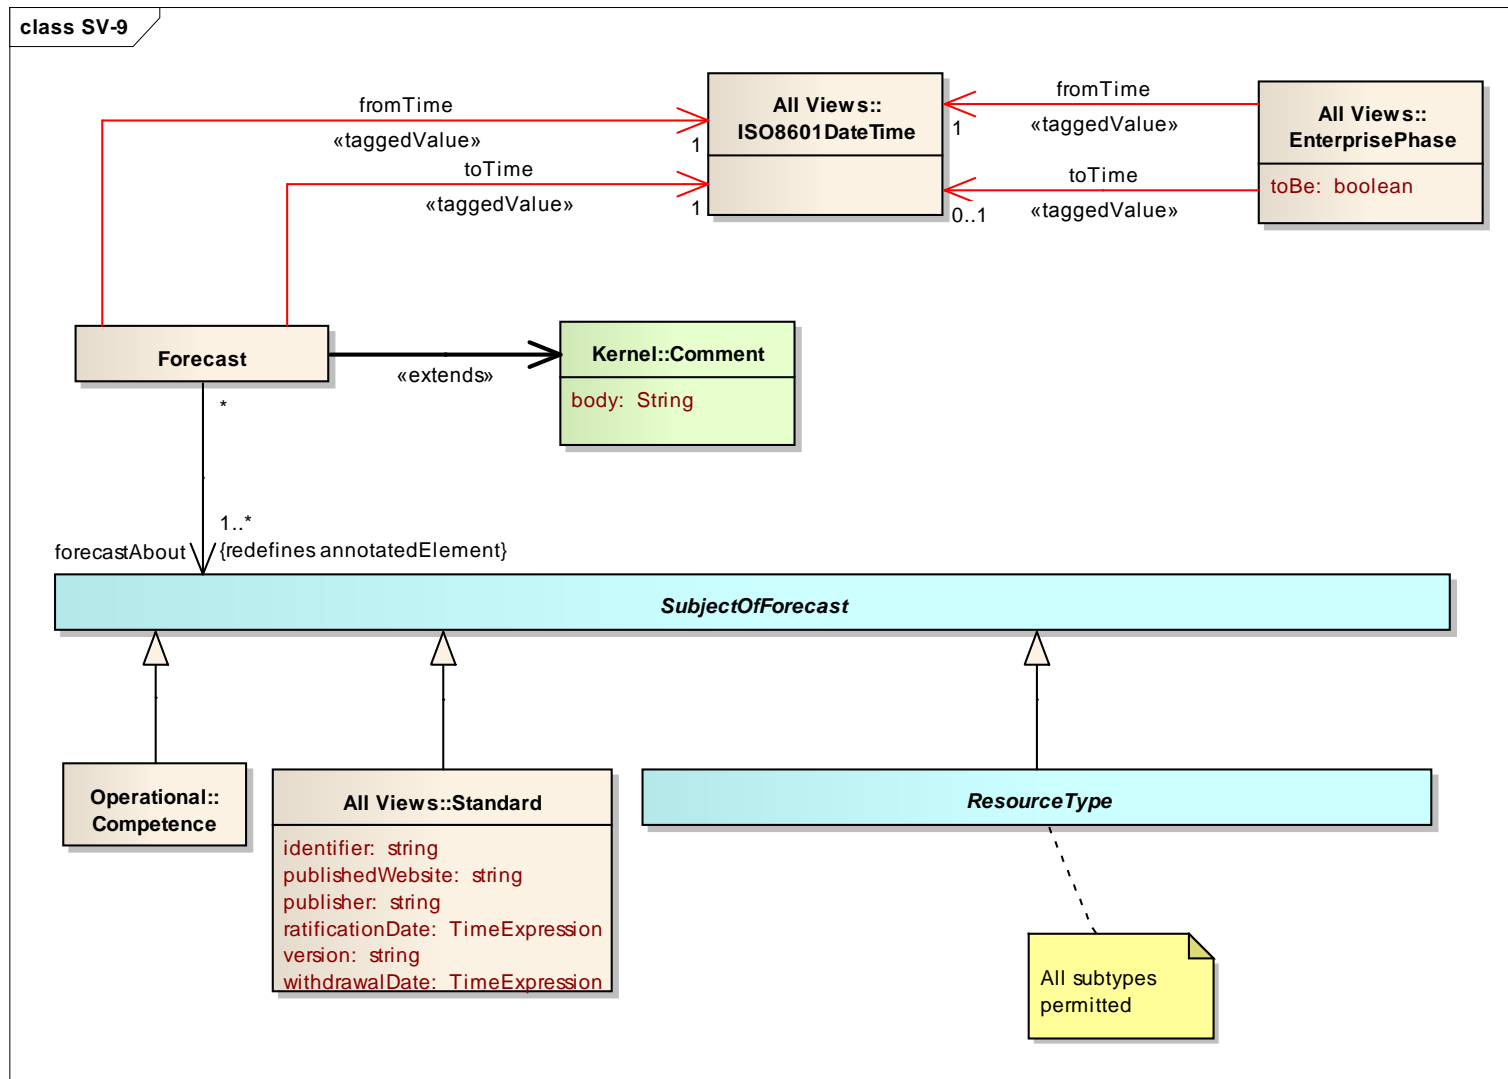 class SV-9
fromTime
«taggedValue»
1
toTime
«taggedValue»
1
All Views::
ISO8601DateTime
fromTime
1
«taggedValue»
toTime
0..1
«taggedValue»
All Views::
EnterprisePhase
toBe: boolean
Forecast
«extends»
Kernel::Comment
body: String
*
1..*
forecastAbout
{redefines annotatedElement}
SubjectOfForecast
Operational::
Competence
All Views::Standard
identifier: string
publishedWebsite: string
publisher: string
ratificationDate: TimeExpression
version: string
withdrawalDate: TimeExpression
ResourceType
All subtypes
permitted